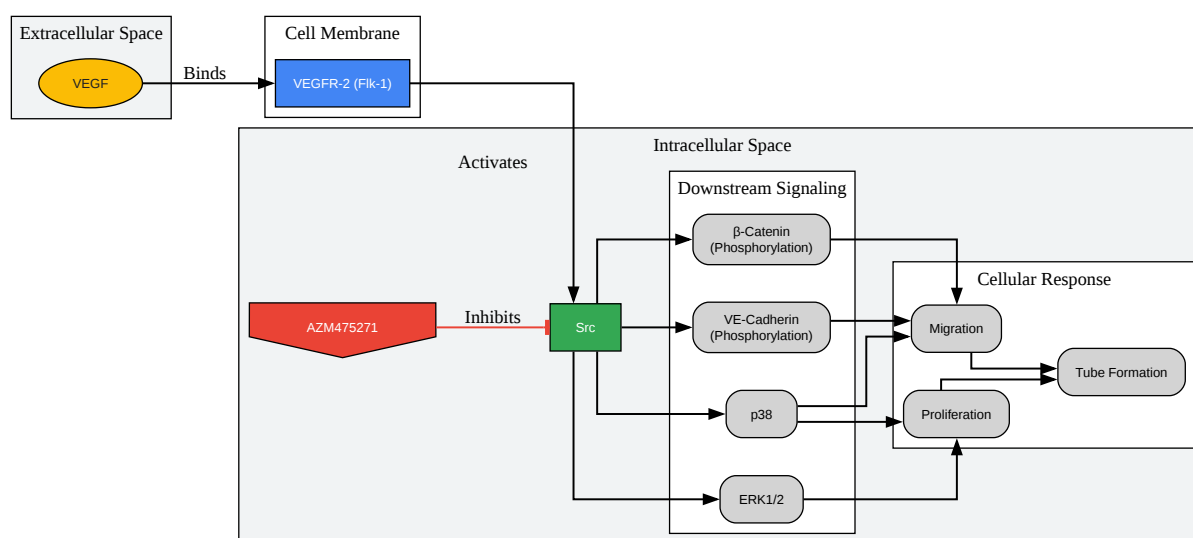 Extracellular Space
VEGF
Binds
Cell Membrane
VEGFR-2 (Flk-1)
Intracellular Space
Activates
Downstream Signaling
β-Catenin
(Phosphorylation)
Cellular Response
AZM475271
Inhibits
Src
VE-Cadherin
(Phosphorylation)
Migration
Tube Formation
p38
Proliferation
ERK1/2